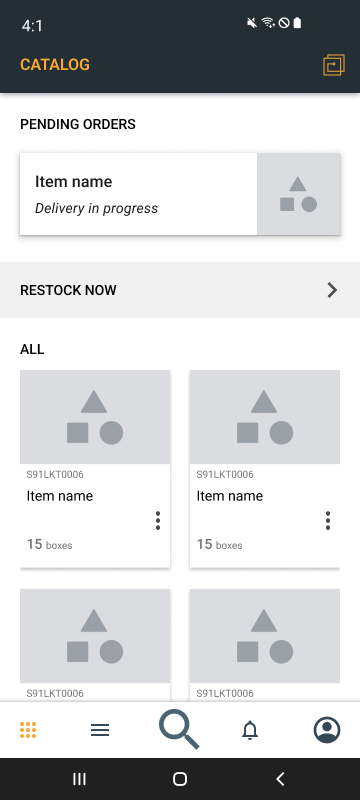 4:1
CATALOG
PENDING ORDERS
Item name
Delivery in progress
RESTOCK NOW
ALL
S91LKT0006
Item name
15 boxes
S91LKT0006
Item name
15 boxes
S91LKT0006
S91LKT0006